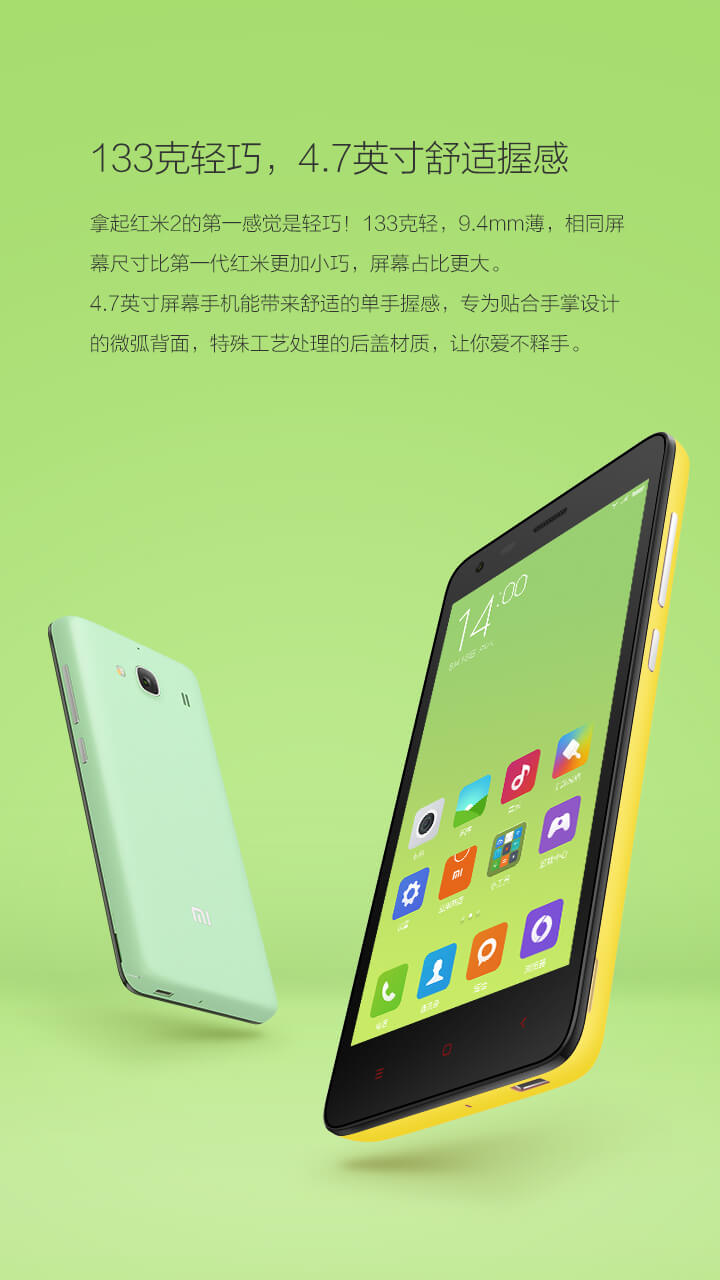 133克轻巧，4.7英寸舒适握感
拿起红米2的第一感觉是轻巧！133克轻，9.4mm薄，相同屏
幕尺寸比第一代红米更加小巧，屏幕占比更大。
4.7英寸屏幕手机能带来舒适的单手握感，专为贴合手掌设计
的微弧背面，特殊工艺处理的后盖材质，让你爱不释手。
14:00
MI
MI